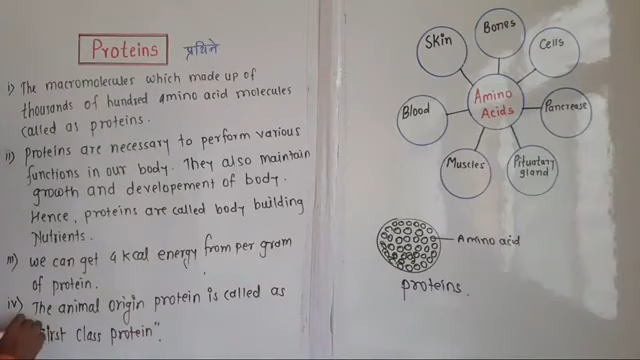 Proteins प्रथिने
i) The macromolecules which made up of
thousands of hundred amino acid molecules
called as proteins.
ii) Proteins are necessary to perform various
functions in our body. They also maintain
growth and developement of body.
Hence, proteins are called body building
Nutrients.
iii) we can get 4 kcal energy from per gram
of protein.
iv) The animal origin protein is called as
First class protein".
Bones
Skin
Cells
Amino
Acids
Blood
Pancrease
Muscles
Pituatary
gland
Amino acid
proteins.